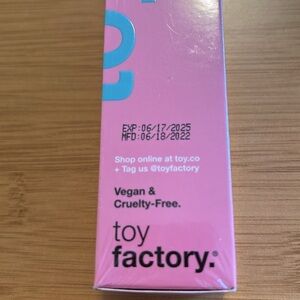 EXP:06/17/2025
MFD:06/18/2022
Shop online at toy.co
+ Tag us @toyfactory
Vegan &
Cruelty-Free.
toy
factory.®